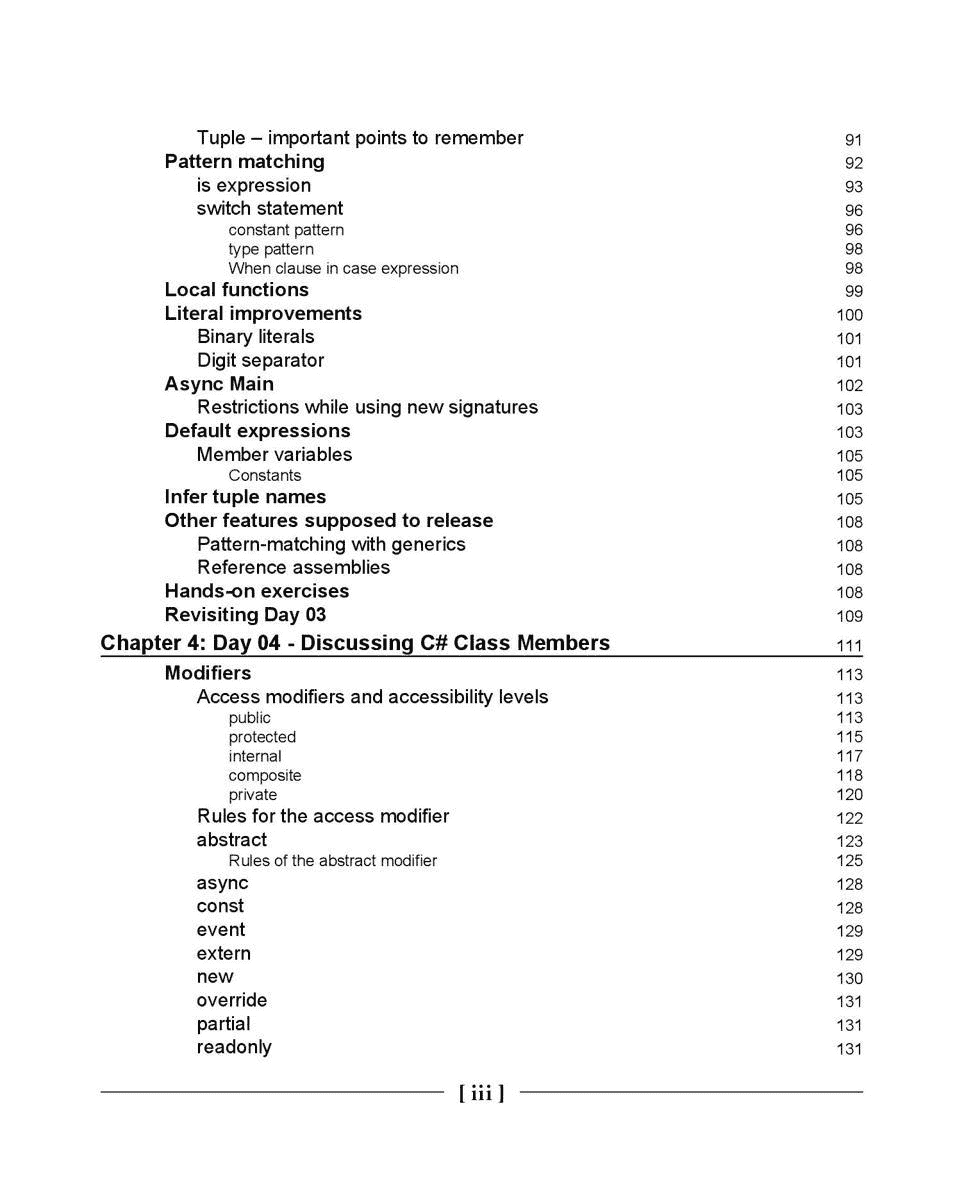 Tuple – important points to remember 91
Pattern matching 92
is expression 93
switch statement 96
constant pattern 96
type pattern 98
When clause in case expression 98
Local functions 99
Literal improvements 100
Binary literals 101
Digit separator 101
Async Main 102
Restrictions while using new signatures 103
Default expressions 103
Member variables 105
Constants 105
Infer tuple names 105
Other features supposed to release 108
Pattern-matching with generics 108
Reference assemblies 108
Hands-on exercises 108
Revisiting Day 03 109
Chapter 4: Day 04 - Discussing C# Class Members 111
Modifiers 113
Access modifiers and accessibility levels 113
public 113
protected 115
internal 117
composite 118
private 120
Rules for the access modifier 122
abstract 123
Rules of the abstract modifier 125
async 128
const 128
event 129
extern 129
new 130
override 131
partial 131
readonly 131
[ iii ]